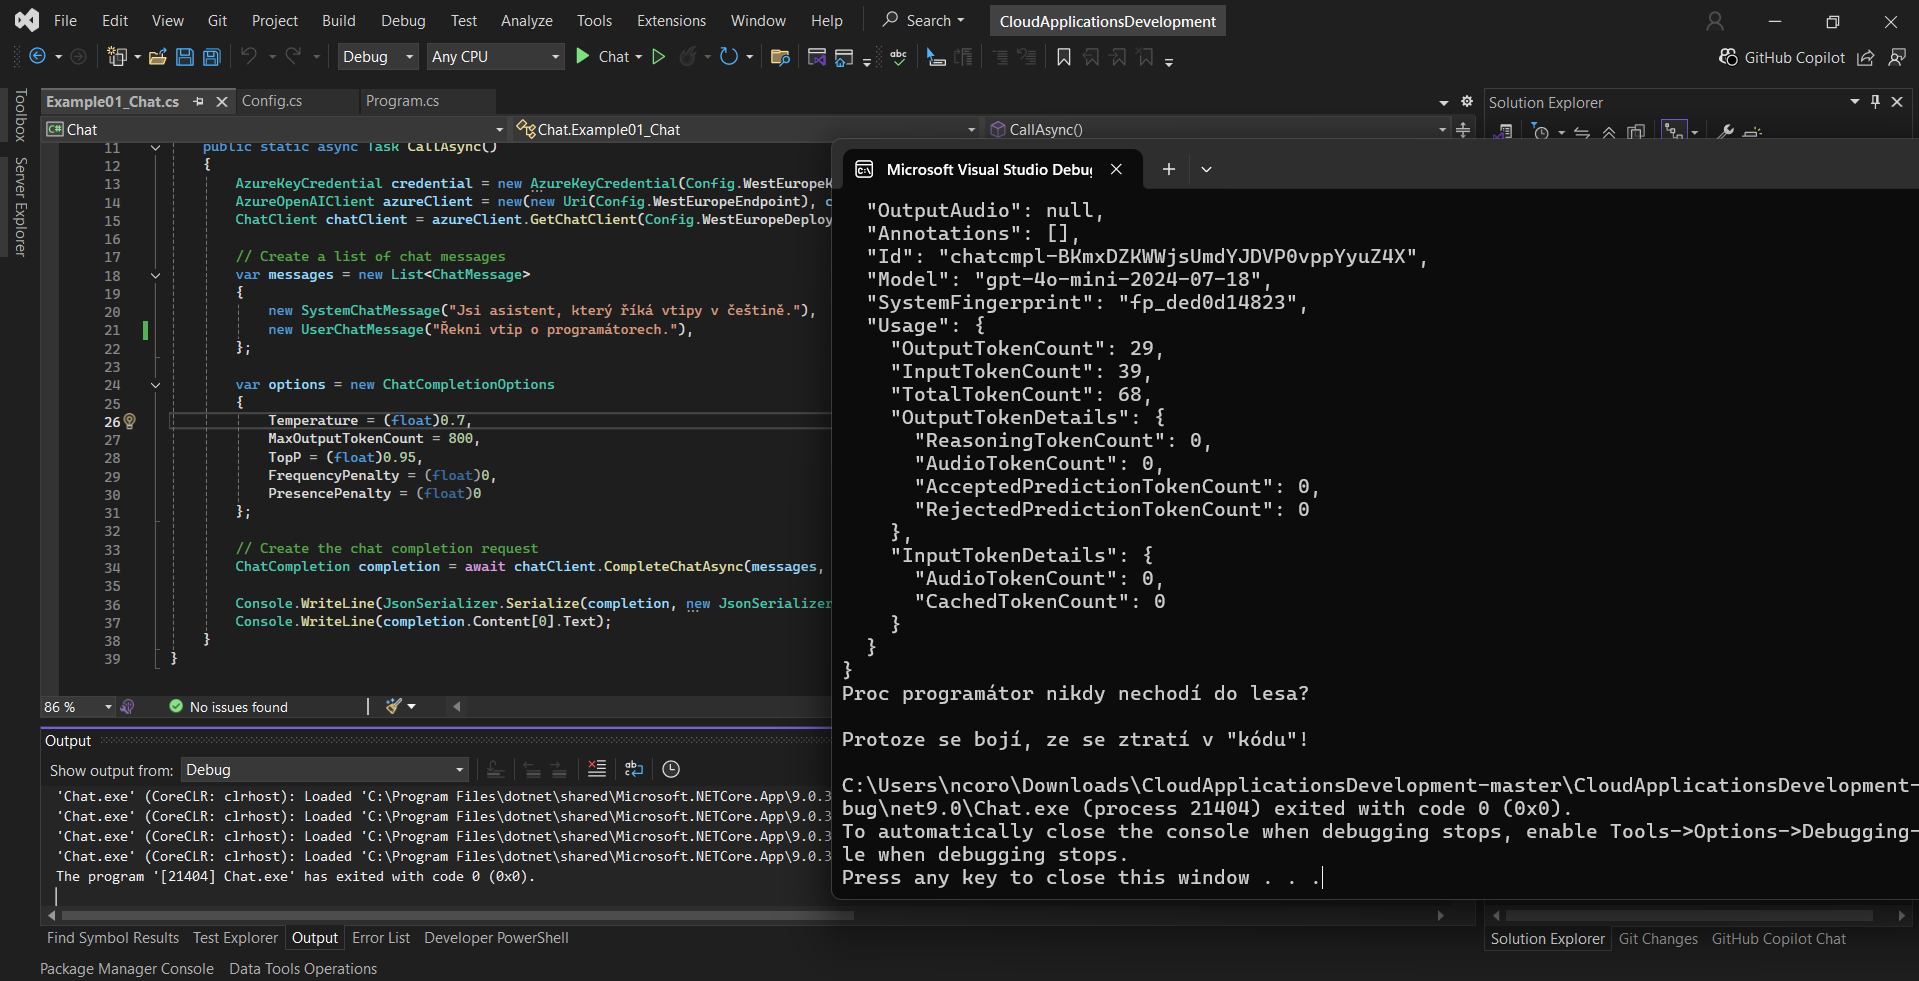 File Edit View Git Project Build Debug Test Analyze Tools Extensions Window Help Search CloudApplicationsDevelopment
Debug Any CPU Chat GitHub Copilot
Toolbox
Server Explorer
Example01_Chat.cs Config.cs Program.cs
Chat Chat.Example01_Chat CallAsync()
11 public static async Task CallAsync()
12 {
13 AzureKeyCredential credential = new AzureKeyCredential(Config.WestEuropeK
14 AzureOpenAIClient azureClient = new(new Uri(Config.WestEuropeEndpoint), c
15 ChatClient chatClient = azureClient.GetChatClient(Config.WestEuropeDeploy
16
17 // Create a list of chat messages
18 var messages = new List<ChatMessage>
19 {
20 new SystemChatMessage("Jsi asistent, který říká vtipy v češtině."),
21 new UserChatMessage("Řekni vtip o programátorech."),
22 };
23
24 var options = new ChatCompletionOptions
25 {
26 Temperature = (float)0.7,
27 MaxOutputTokenCount = 800,
28 TopP = (float)0.95,
29 FrequencyPenalty = (float)0,
30 PresencePenalty = (float)0
31 };
32
33 // Create the chat completion request
34 ChatCompletion completion = await chatClient.CompleteChatAsync(messages,
35
36 Console.WriteLine(JsonSerializer.Serialize(completion, new JsonSerializer
37 Console.WriteLine(completion.Content[0].Text);
38 }
39 }
86 % No issues found
Output
Show output from: Debug
'Chat.exe' (CoreCLR: clrhost): Loaded 'C:\Program Files\dotnet\shared\Microsoft.NETCore.App\9.0.3
'Chat.exe' (CoreCLR: clrhost): Loaded 'C:\Program Files\dotnet\shared\Microsoft.NETCore.App\9.0.3
'Chat.exe' (CoreCLR: clrhost): Loaded 'C:\Program Files\dotnet\shared\Microsoft.NETCore.App\9.0.3
'Chat.exe' (CoreCLR: clrhost): Loaded 'C:\Program Files\dotnet\shared\Microsoft.NETCore.App\9.0.3
The program '[21404] Chat.exe' has exited with code 0 (0x0).
Find Symbol Results Test Explorer Output Error List Developer PowerShell
Package Manager Console Data Tools Operations
Solution Explorer
Microsoft Visual Studio Debug
"OutputAudio": null,
"Annotations": [],
"Id": "chatcmpl-BKmxDZKWWjsUmdYJDVP0vppYyuZ4X",
"Model": "gpt-4o-mini-2024-07-18",
"SystemFingerprint": "fp_ded0d14823",
"Usage": {
"OutputTokenCount": 29,
"InputTokenCount": 39,
"TotalTokenCount": 68,
"OutputTokenDetails": {
"ReasoningTokenCount": 0,
"AudioTokenCount": 0,
"AcceptedPredictionTokenCount": 0,
"RejectedPredictionTokenCount": 0
},
"InputTokenDetails": {
"AudioTokenCount": 0,
"CachedTokenCount": 0
}
}
}
Proc programátor nikdy nechodí do lesa?
Protoze se bojí, ze se ztratí v "kódu"!
C:\Users\ncoro\Downloads\CloudApplicationsDevelopment-master\CloudApplicationsDevelopment-
bug\net9.0\Chat.exe (process 21404) exited with code 0 (0x0).
To automatically close the console when debugging stops, enable Tools->Options->Debugging-
le when debugging stops.
Press any key to close this window . . .
Solution Explorer Git Changes GitHub Copilot Chat